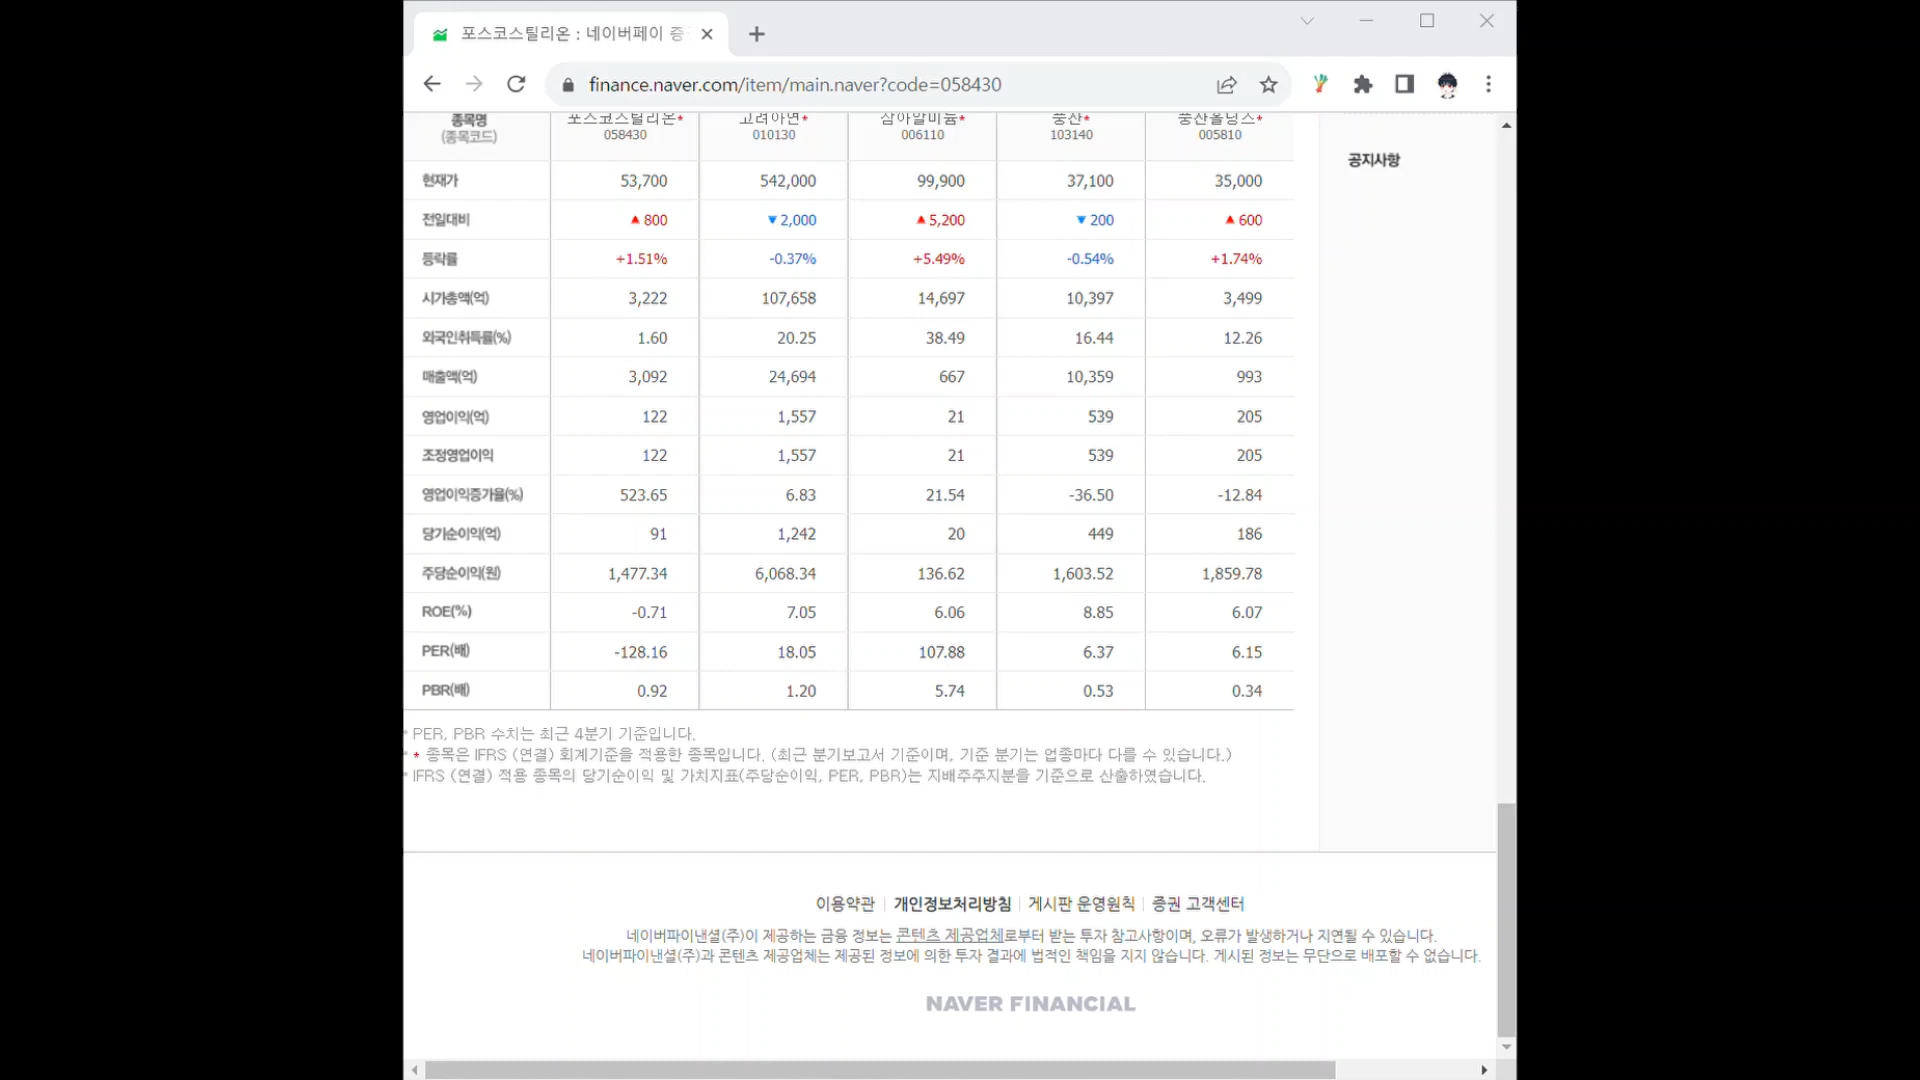 포스코스틸리온 : 네이버페이 증
finance.naver.com/item/main.naver?code=058430
종목명 포스코스틸리온* 고려아연* 삼아알미늄* 풍산* 풍산홀딩스*
(종목코드) 058430 010130 006110 103140 005810
공지사항
현재가 53,700 542,000 99,900 37,100 35,000
전일대비 ▲800 ▼2,000 ▲5,200 ▼200 ▲600
등락률 +1.51% -0.37% +5.49% -0.54% +1.74%
시가총액(억) 3,222 107,658 14,697 10,397 3,499
외국인취득률(%) 1.60 20.25 38.49 16.44 12.26
매출액(억) 3,092 24,694 667 10,359 993
영업이익(억) 122 1,557 21 539 205
조정영업이익 122 1,557 21 539 205
영업이익증가율(%) 523.65 6.83 21.54 -36.50 -12.84
당기순이익(억) 91 1,242 20 449 186
주당순이익(원) 1,477.34 6,068.34 136.62 1,603.52 1,859.78
ROE(%) -0.71 7.05 6.06 8.85 6.07
PER(배) -128.16 18.05 107.88 6.37 6.15
PBR(배) 0.92 1.20 5.74 0.53 0.34
* PER, PBR 수치는 최근 4분기 기준입니다.
* * 종목은 IFRS (연결) 회계기준을 적용한 종목입니다. (최근 분기보고서 기준이며, 기준 분기는 업종마다 다를 수 있습니다.)
* IFRS (연결) 적용 종목의 당기순이익 및 가치지표(주당순이익, PER, PBR)는 지배주주지분을 기준으로 산출하였습니다.
이용약관 | 개인정보처리방침 | 게시판 운영원칙 | 증권 고객센터
네이버파이낸셜(주)이 제공하는 금융 정보는 콘텐츠 제공업체로부터 받는 투자 참고사항이며, 오류가 발생하거나 지연될 수 있습니다.
네이버파이낸셜(주)과 콘텐츠 제공업체는 제공된 정보에 의한 투자 결과에 법적인 책임을 지지 않습니다. 게시된 정보는 무단으로 배포할 수 없습니다.
NAVER FINANCIAL